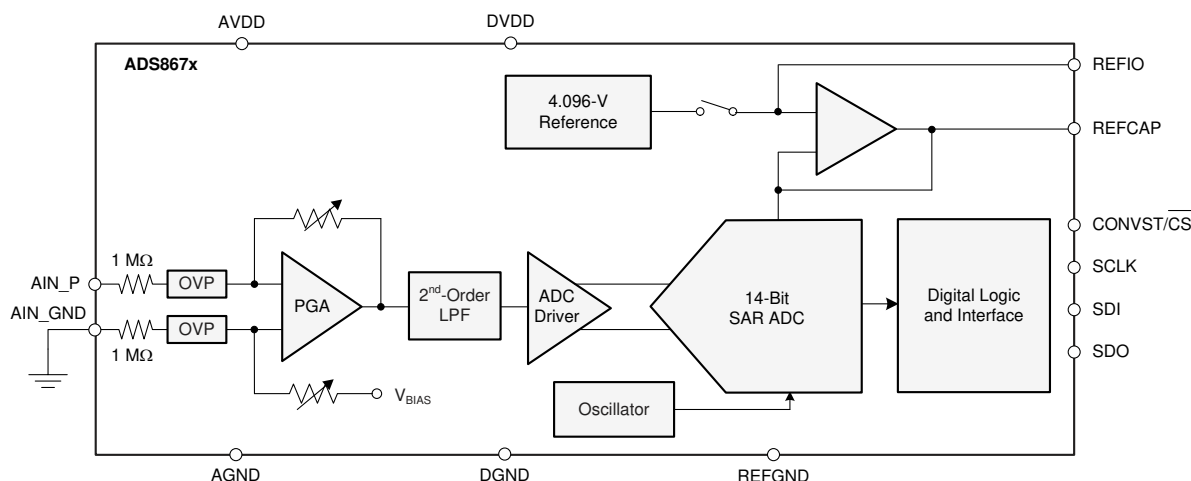 AVDD
DVDD
ADS867x
REFIO
4.096-V
Reference
REFCAP
CONVST/C̅S̅
1 MΩ
OVP
AIN_P
PGA
2nd-Order
LPF
ADC
Driver
14-Bit
SAR ADC
Digital Logic
and Interface
SCLK
SDI
SDO
AIN_GND
OVP
1 MΩ
VBIAS
Oscillator
AGND
DGND
REFGND